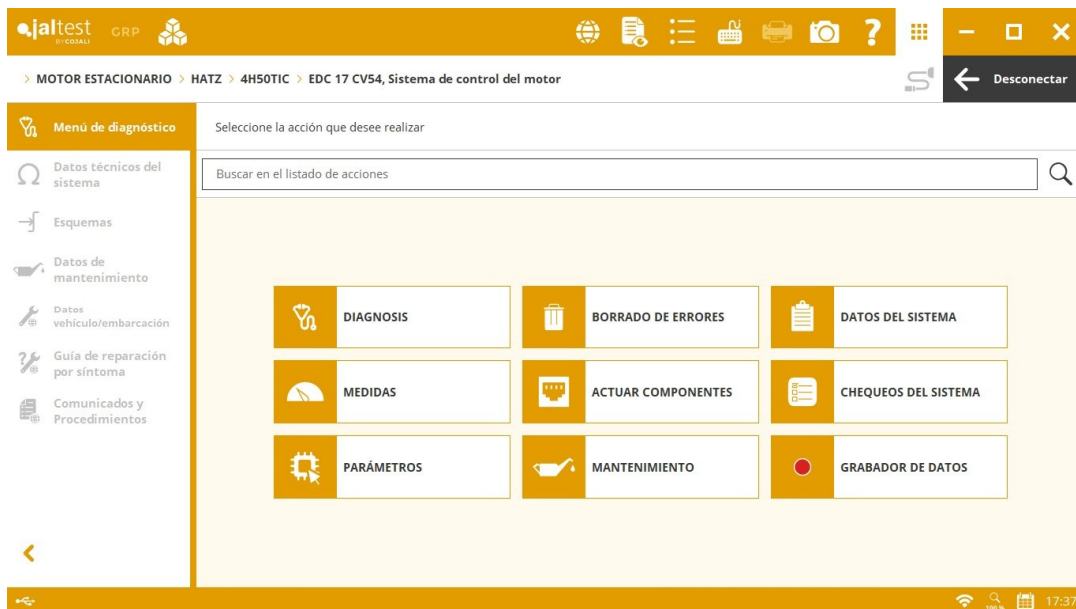 jaltest GRP
BY COJALI
> MOTOR ESTACIONARIO > HATZ > 4H50TIC > EDC 17 CV54, Sistema de control del motor
Desconectar
Menú de diagnóstico
Seleccione la acción que desee realizar
Datos técnicos del
sistema
Buscar en el listado de acciones
Esquemas
Datos de
mantenimiento
Datos
vehículo/embarcación
Guía de reparación
por síntoma
Comunicados y
Procedimientos
DIAGNOSIS
BORRADO DE ERRORES
DATOS DEL SISTEMA
MEDIDAS
ACTUAR COMPONENTES
CHEQUEOS DEL SISTEMA
PARÁMETROS
MANTENIMIENTO
GRABADOR DE DATOS
100 %
17:37